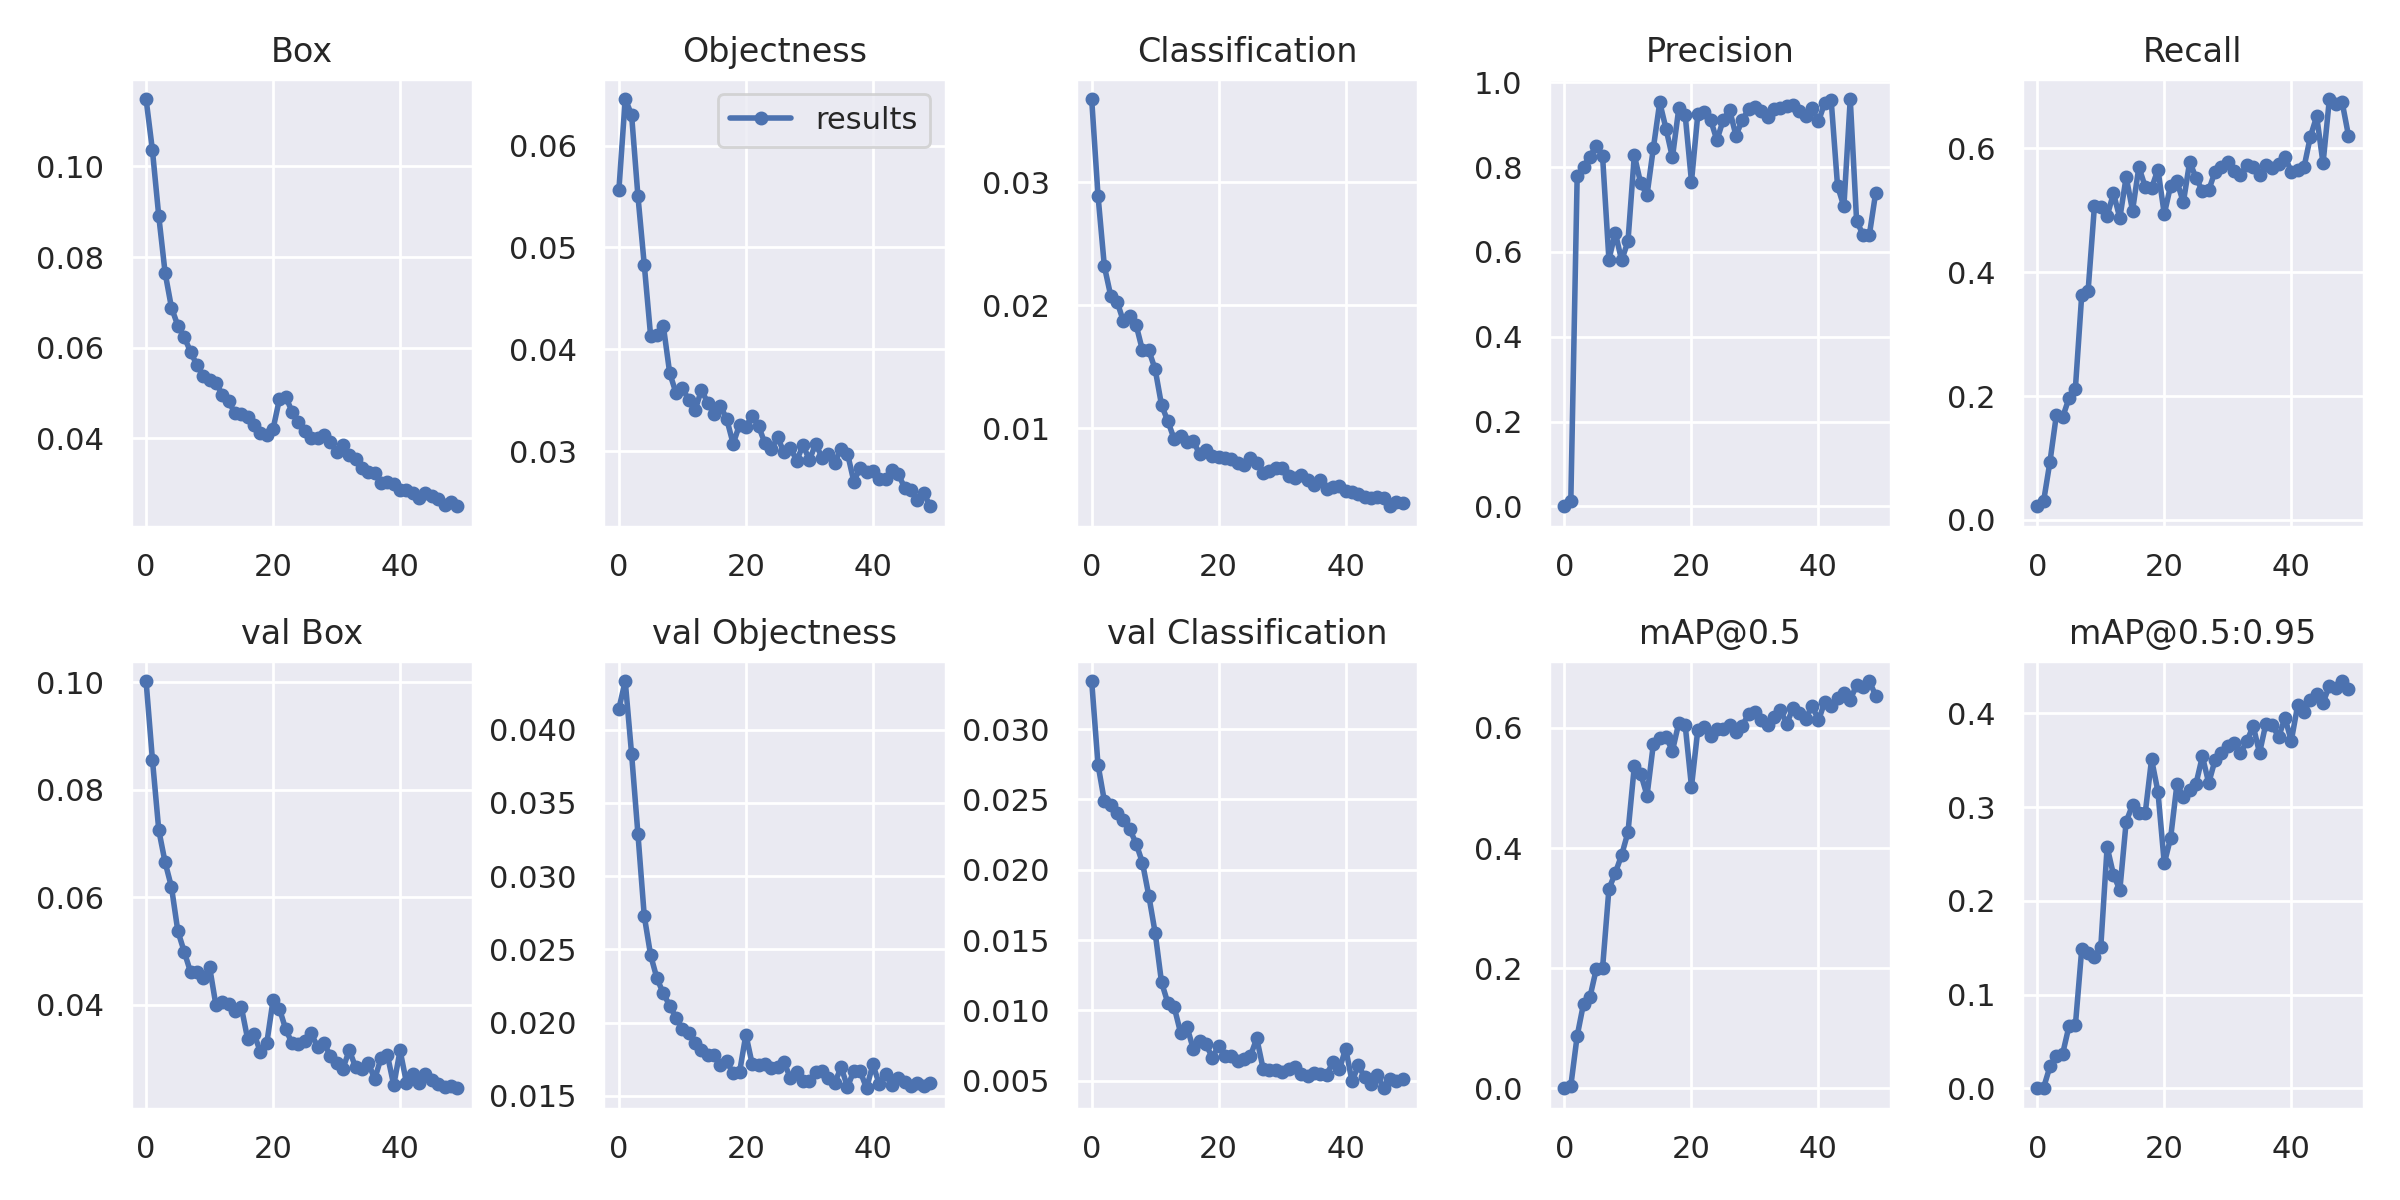 Box
Objectness
Classification
Precision
Recall
results
0.10
0.08
0.06
0.04
0 20 40
0.06
0.05
0.04
0.03
0 20 40
0.03
0.02
0.01
0 20 40
1.0
0.8
0.6
0.4
0.2
0.0
0 20 40
0.6
0.4
0.2
0.0
0 20 40
val Box
val Objectness
val Classification
mAP@0.5
mAP@0.5:0.95
0.10
0.08
0.06
0.04
0 20 40
0.040
0.035
0.030
0.025
0.020
0.015
0 20 40
0.030
0.025
0.020
0.015
0.010
0.005
0 20 40
0.6
0.4
0.2
0.0
0 20 40
0.4
0.3
0.2
0.1
0.0
0 20 40